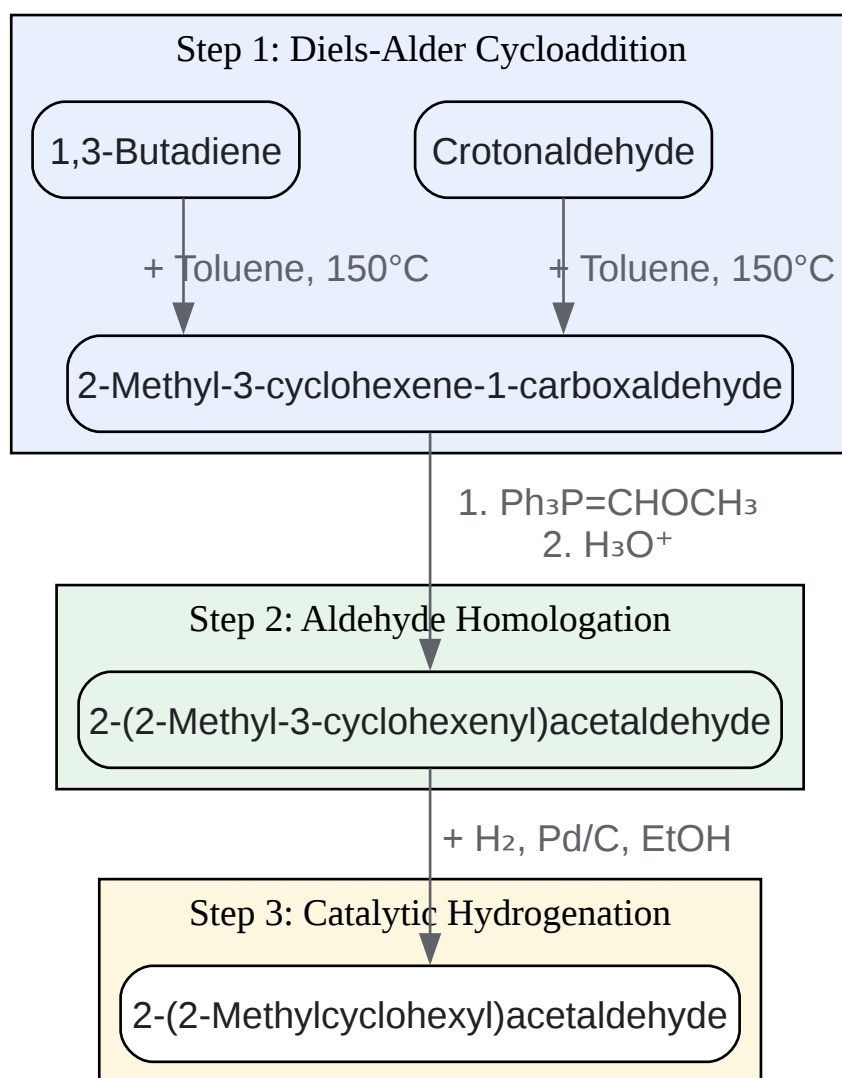 Step 1: Diels-Alder Cycloaddition
1,3-Butadiene
Crotonaldehyde
+ Toluene, 150°C
+ Toluene, 150°C
2-Methyl-3-cyclohexene-1-carboxaldehyde
1. Ph₃P=CHOCH₃
2. H₃O⁺
Step 2: Aldehyde Homologation
2-(2-Methyl-3-cyclohexenyl)acetaldehyde
+ H₂, Pd/C, EtOH
Step 3: Catalytic Hydrogenation
2-(2-Methylcyclohexyl)acetaldehyde